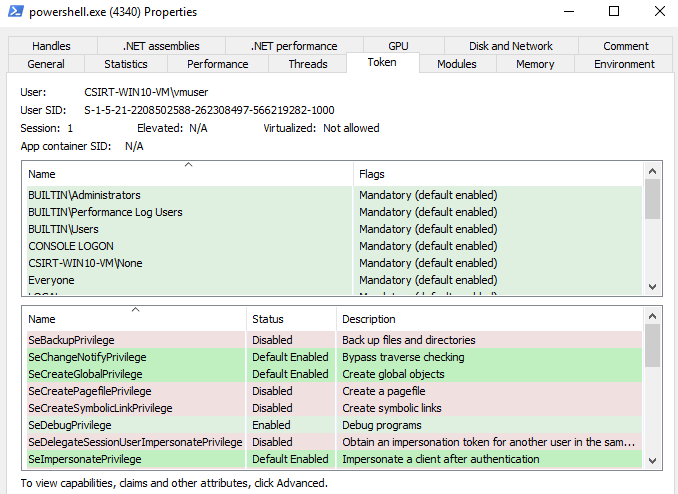 powershell.exe (4340) Properties
Handles .NET assemblies .NET performance GPU Disk and Network Comment
General Statistics Performance Threads Token Modules Memory Environment
User: CSIRT-WIN10-VM\vmuser
User SID: S-1-5-21-2208502588-262308497-566219282-1000
Session: 1 Elevated: N/A Virtualized: Not allowed
App container SID: N/A
Name Flags
BUILTIN\Administrators Mandatory (default enabled)
BUILTIN\Performance Log Users Mandatory (default enabled)
BUILTIN\Users Mandatory (default enabled)
CONSOLE LOGON Mandatory (default enabled)
CSIRT-WIN10-VM\None Mandatory (default enabled)
Everyone Mandatory (default enabled)
Name Status Description
SeBackupPrivilege Disabled Back up files and directories
SeChangeNotifyPrivilege Default Enabled Bypass traverse checking
SeCreateGlobalPrivilege Default Enabled Create global objects
SeCreatePagefilePrivilege Disabled Create a pagefile
SeCreateSymbolicLinkPrivilege Disabled Create symbolic links
SeDebugPrivilege Enabled Debug programs
SeDelegateSessionUserImpersonatePrivilege Disabled Obtain an impersonation token for another user in the sam...
SeImpersonatePrivilege Default Enabled Impersonate a client after authentication
To view capabilities, claims and other attributes, click Advanced.